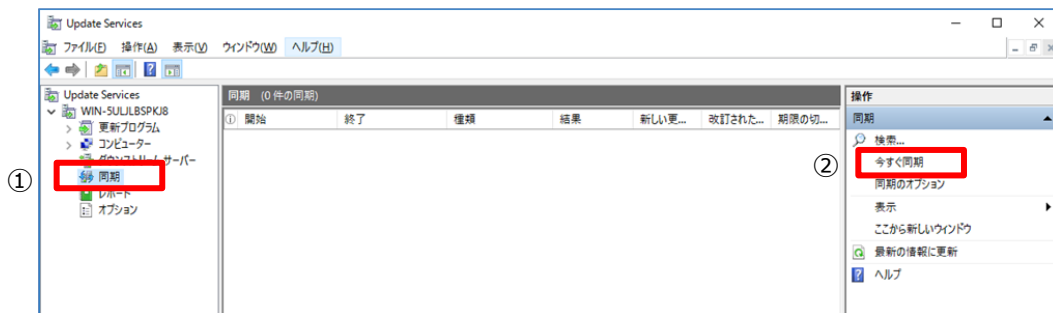 Update Services
ファイル(F) 操作(A) 表示(V) ウィンドウ(W) ヘルプ(H)
Update Services
WIN-5ULJLBSPKJ8
更新プログラム
コンピューター
ダウンストリーム サーバー
① 同期
レポート
オプション
同期 (0 件の同期)
開始 終了 種類 結果 新しい更... 改訂された... 期限の切...
操作
同期
検索...
② 今すぐ同期
同期のオプション
表示
ここから新しいウィンドウ
最新の情報に更新
ヘルプ